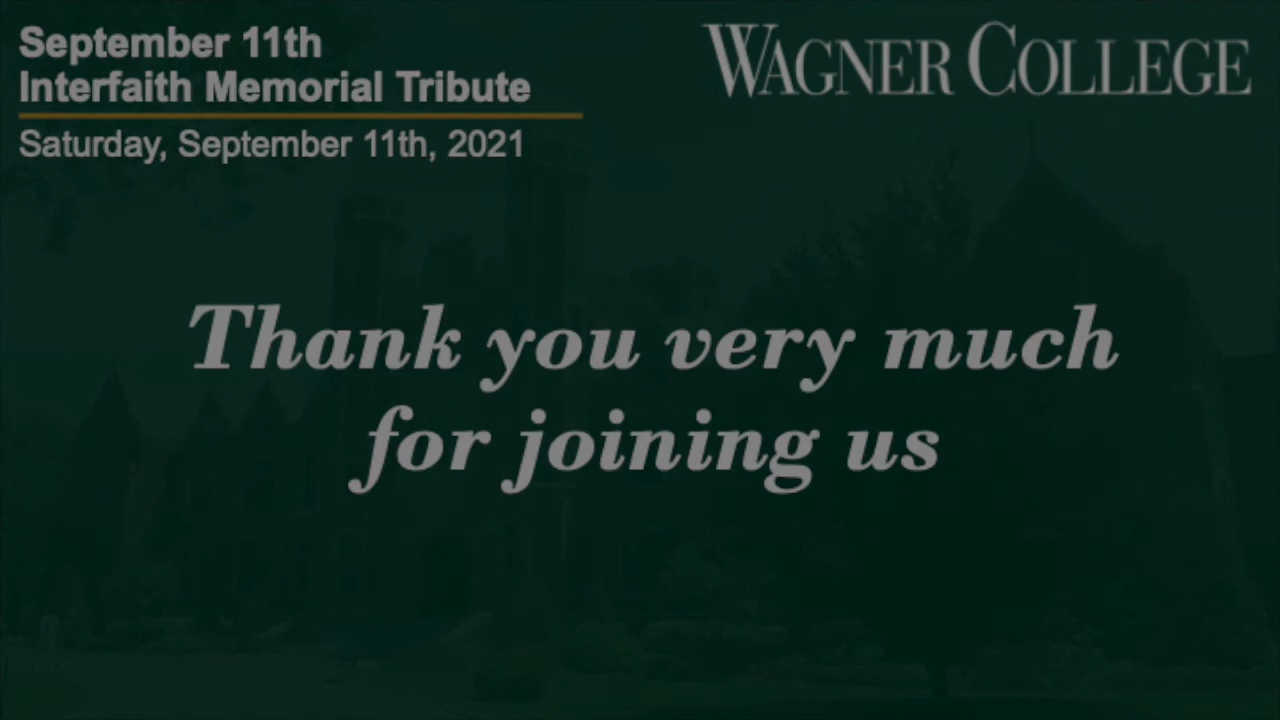 September 11th
Interfaith Memorial Tribute
Saturday, September 11th, 2021
WAGNER COLLEGE
Thank you very much
for joining us